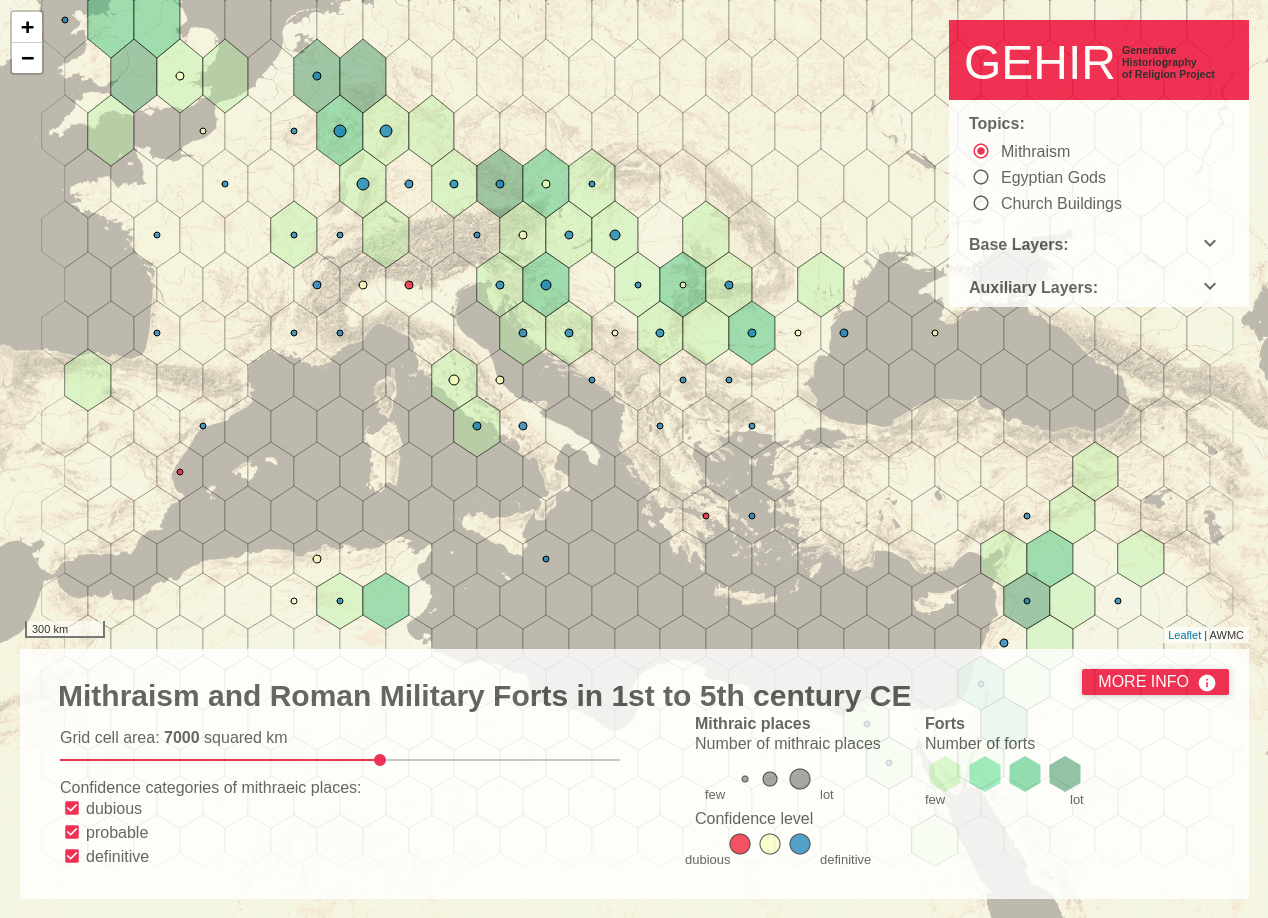 +
−
GEHIR
Generative
Historiography
of Religion Project
Topics:
Mithraism
Egyptian Gods
Church Buildings
Base Layers:
Auxiliary Layers:
300 km
Leaflet | AWMC
Mithraism and Roman Military Forts in 1st to 5th century CE
MORE INFO
Grid cell area: 7000 squared km
Confidence categories of mithraeic places:
dubious
probable
definitive
Mithraic places
Number of mithraic places
few
lot
Confidence level
dubious
definitive
Forts
Number of forts
few
lot